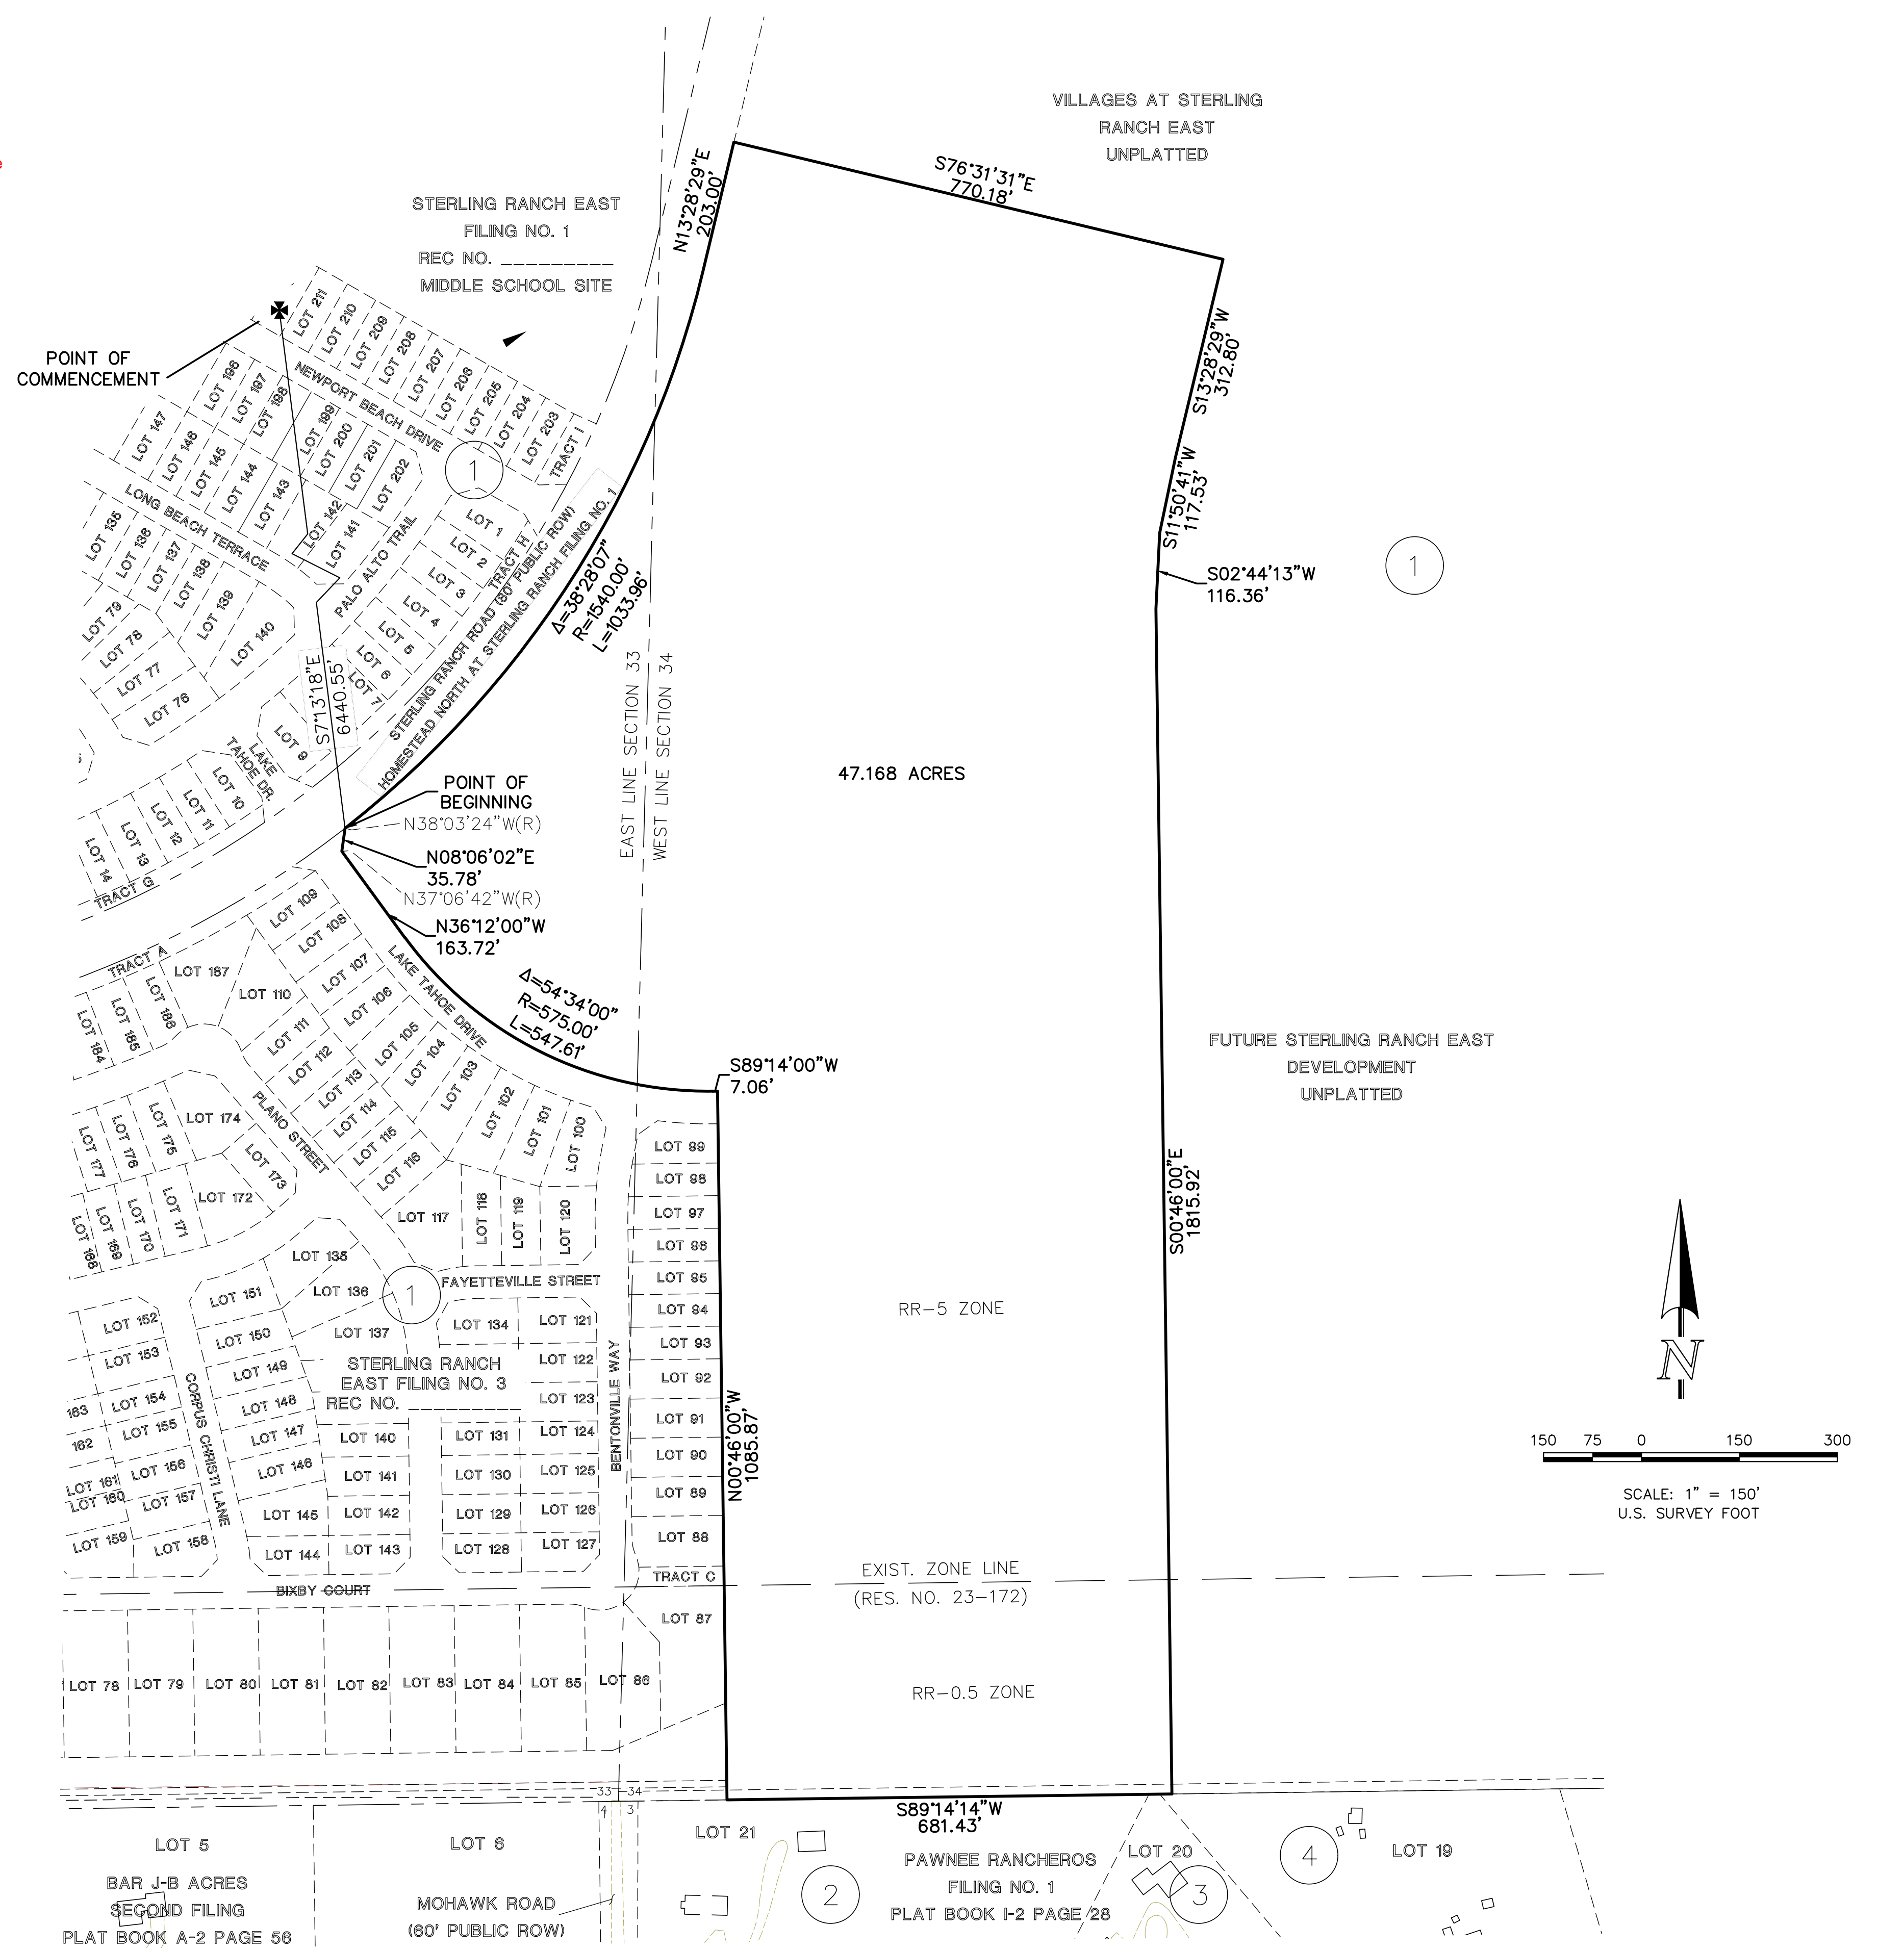 VILLAGES AT STERLING
RANCH EAST
UNPLATTED
S76°31'31"E
770.18'
N13°28'29"E
203.00'
STERLING RANCH EAST
FILING NO. 1
REC NO. _________
MIDDLE SCHOOL SITE
POINT OF
COMMENCEMENT
LOT 211
LOT 210
LOT 209
LOT 208
LOT 207
LOT 206
LOT 205
LOT 204
LOT 203
TRACT I
NEWPORT BEACH DRIVE
1
LOT 196
LOT 197
LOT 198
LOT 199
LOT 200
LOT 201
LOT 202
LOT 147
LOT 146
LOT 145
LOT 144
LOT 143
LOT 142
LOT 141
LONG BEACH TERRACE
PALO ALTO TRAIL
LOT 135
LOT 136
LOT 137
LOT 138
LOT 139
LOT 140
LOT 79
LOT 78
LOT 77
LOT 76
LOT 1
LOT 2
LOT 3
LOT 4
LOT 5
LOT 6
LOT 7
TRACT H
STERLING RANCH ROAD (80' PUBLIC ROW)
HOMESTEAD NORTH AT STERLING RANCH FILING NO. 1
Δ=38°28'07"
R=1540.00'
L=1033.96'
S13°28'29"W
312.80'
S11°50'41"W
117.53'
S02°44'13"W
116.36'
1
S7°13'18"E
6440.55'
LOT 9
LAKE
TAHOE DR.
LOT 10
LOT 11
LOT 12
LOT 13
LOT 14
TRACT G
EAST LINE SECTION 33
WEST LINE SECTION 34
47.168 ACRES
POINT OF
BEGINNING
N38°03'24"W(R)
N08°06'02"E
35.78'
N37°06'42"W(R)
N36°12'00"W
163.72'
Δ=54°34'00"
R=575.00'
L=547.61'
S89°14'00"W
7.06'
FUTURE STERLING RANCH EAST
DEVELOPMENT
UNPLATTED
S00°46'00"E
1815.92'
LOT 109
LOT 108
LOT 107
LOT 106
LOT 105
LOT 104
LOT 103
LOT 102
LOT 101
LOT 100
LAKE TAHOE DRIVE
TRACT A
LOT 187
LOT 186
LOT 185
LOT 184
LOT 110
LOT 111
LOT 112
LOT 113
LOT 114
LOT 115
LOT 116
LOT 117
LOT 118
LOT 119
LOT 120
PLANO STREET
LOT 177
LOT 176
LOT 175
LOT 174
LOT 173
LOT 172
LOT 171
LOT 170
LOT 169
LOT 168
LOT 99
LOT 98
LOT 97
LOT 96
LOT 95
LOT 94
LOT 93
LOT 92
LOT 91
LOT 90
LOT 89
LOT 88
TRACT C
LOT 87
FAYETTEVILLE STREET
1
LOT 135
LOT 136
LOT 137
LOT 151
LOT 150
LOT 149
LOT 148
LOT 147
LOT 146
LOT 145
LOT 144
LOT 134
LOT 121
LOT 122
LOT 123
LOT 124
LOT 125
LOT 126
LOT 127
STERLING RANCH
EAST FILING NO. 3
REC NO. _________
LOT 140
LOT 141
LOT 142
LOT 143
LOT 131
LOT 130
LOT 129
LOT 128
LOT 152
LOT 153
LOT 154
LOT 155
LOT 156
LOT 157
LOT 158
163
162
LOT 161
LOT 160
LOT 159
CORPUS CHRISTI LANE
BENTONVILLE WAY
N00°46'00"W
1085.87'
RR-5 ZONE
EXIST. ZONE LINE
(RES. NO. 23-172)
RR-0.5 ZONE
BIXBY COURT
LOT 78
LOT 79
LOT 80
LOT 81
LOT 82
LOT 83
LOT 84
LOT 85
LOT 86
N
150 75 0 150 300
SCALE: 1" = 150'
U.S. SURVEY FOOT
33 34
4 3
S89°14'14"W
681.43'
LOT 5
LOT 6
LOT 21
LOT 20
LOT 19
BAR J-B ACRES
SECOND FILING
PLAT BOOK A-2 PAGE 56
MOHAWK ROAD
(60' PUBLIC ROW)
2
PAWNEE RANCHEROS
FILING NO. 1
PLAT BOOK I-2 PAGE 28
3
4